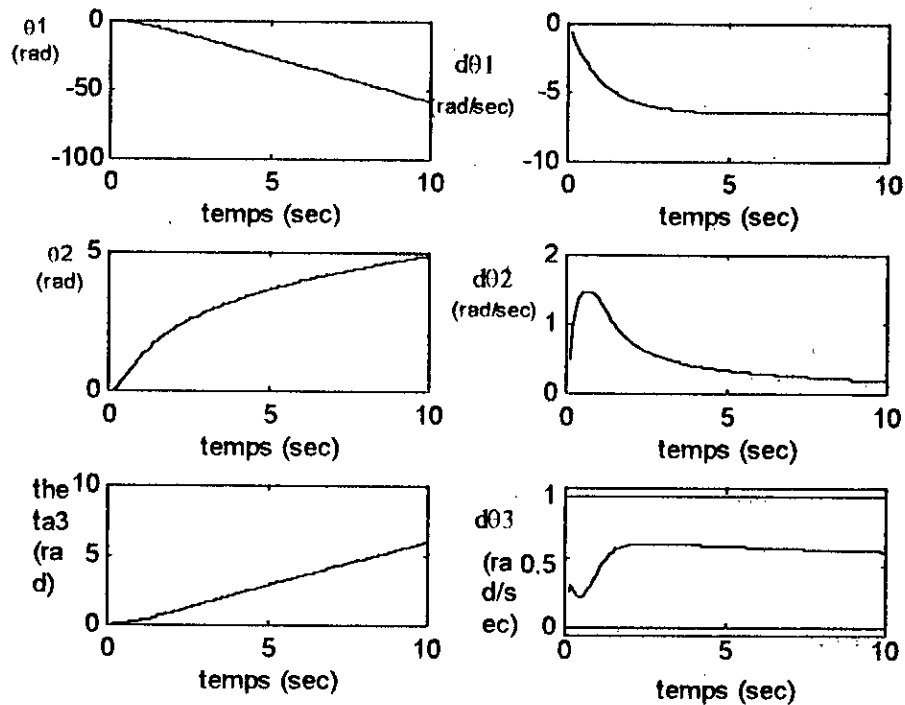 θ1
(rad)
0
-50
-100
0 5 10
temps (sec)
dθ1
(rad/sec)
0
-5
-10
0 5 10
temps (sec)
θ2
(rad)
5
0
0 5 10
temps (sec)
dθ2
(rad/sec)
2
1
0
0 5 10
temps (sec)
the
ta3
(ra
d)
10
5
0
0 5 10
temps (sec)
dθ3
(ra
d/s
ec)
1
0.5
0
0 5 10
temps (sec)